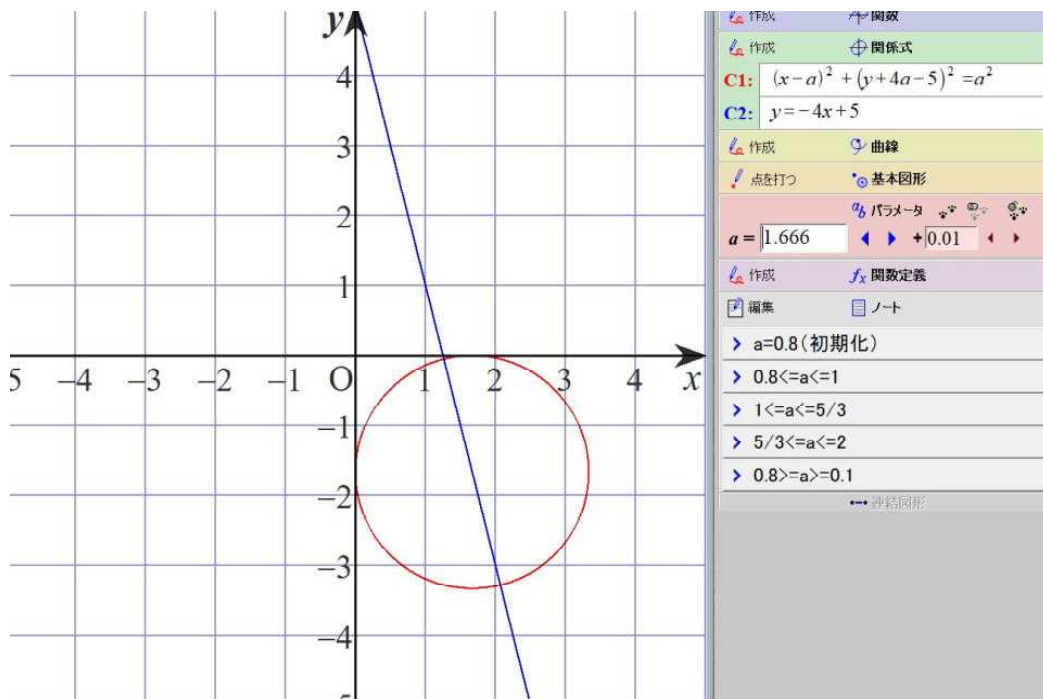 y
4
3
2
1
5 −4 −3 −2 −1 O 1 2 3 4 x
−1
−2
−3
−4
5
作成 関数
作成 関係式
C1: (x−a)² +(y+4a−5)² =a²
C2: y=−4x+5
作成 曲線
点を打つ 基本図形
ab パラメータ
a = 1.666 +0.01
作成 fx 関数定義
編集 ノート
> a=0.8(初期化)
> 0.8<=a<=1
> 1<=a<=5/3
> 5/3<=a<=2
> 0.8>=a>=0.1
連結図形